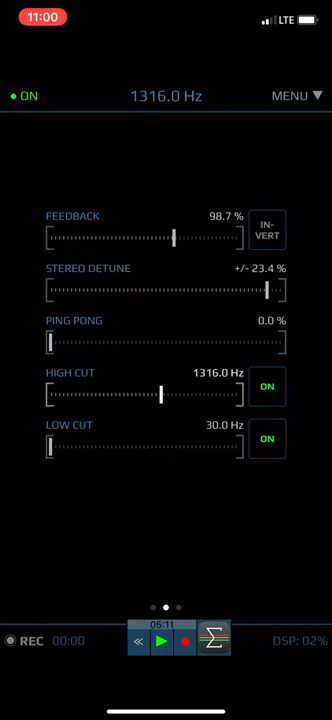 11:00
LTE
ON
1316.0 Hz
MENU
FEEDBACK
98.7 %
IN-
VERT
STEREO DETUNE
+/- 23.4 %
PING PONG
0.0 %
HIGH CUT
1316.0 Hz
ON
LOW CUT
30.0 Hz
ON
05:11
REC
00:00
Σ
DSP: 02%